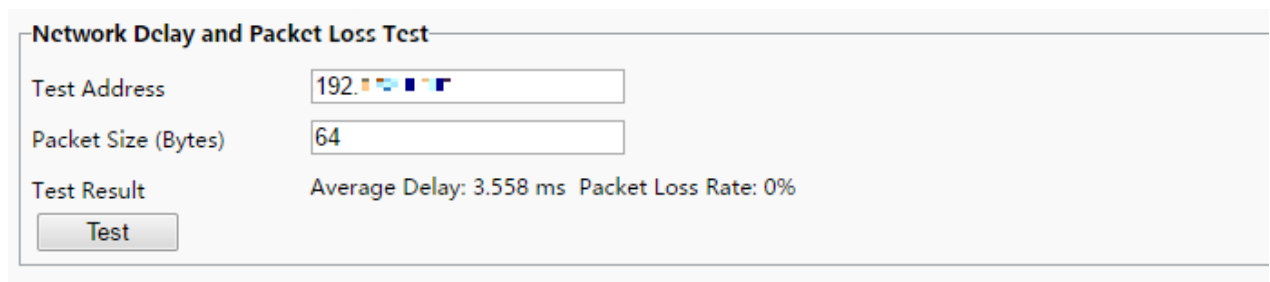 Network Delay and Packet Loss Test
Test Address 192.
Packet Size (Bytes) 64
Test Result Average Delay: 3.558 ms Packet Loss Rate: 0%
Test